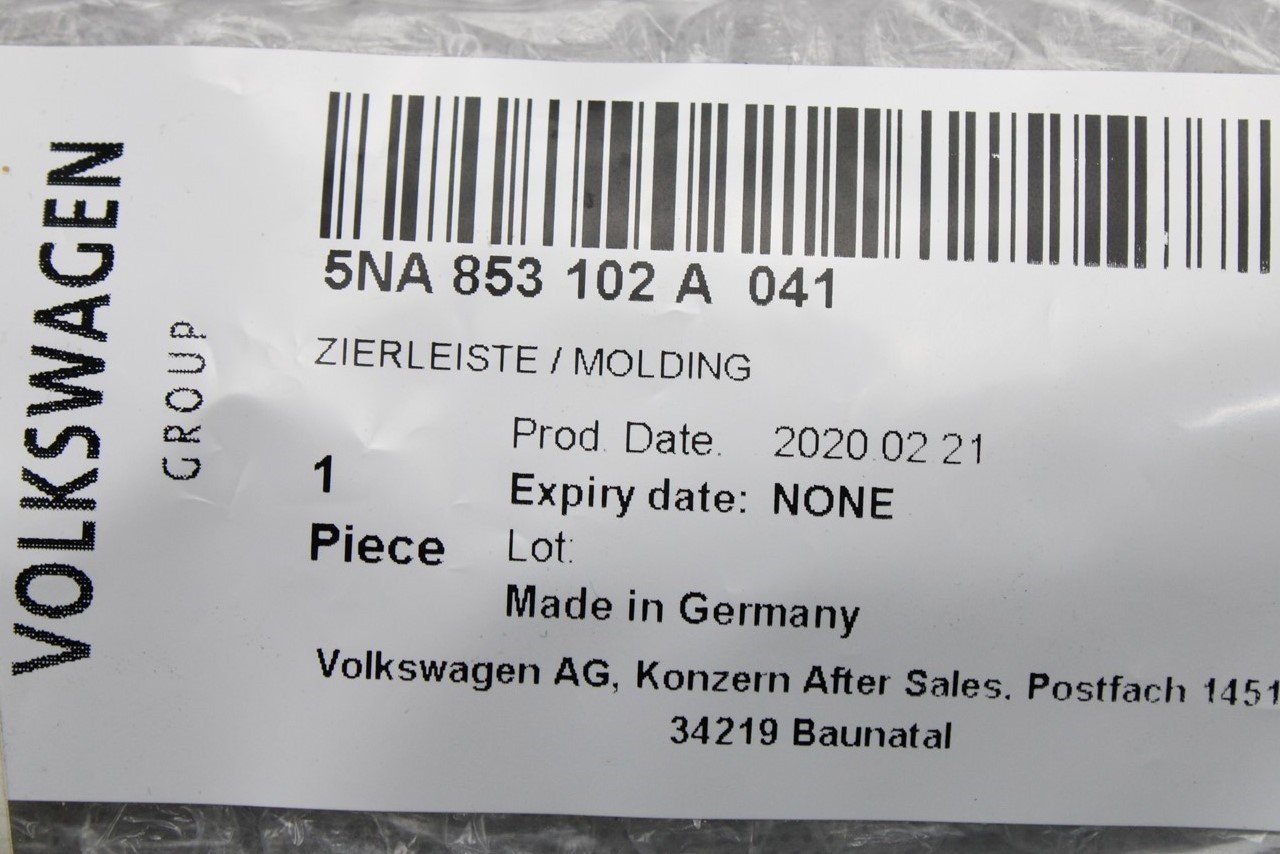 VOLKSWAGEN
GROUP
5NA 853 102 A 041
ZIERLEISTE / MOLDING
Prod. Date. 2020.02.21
1
Expiry date: NONE
Piece
Lot:
Made in Germany
Volkswagen AG, Konzern After Sales. Postfach 1451
34219 Baunatal